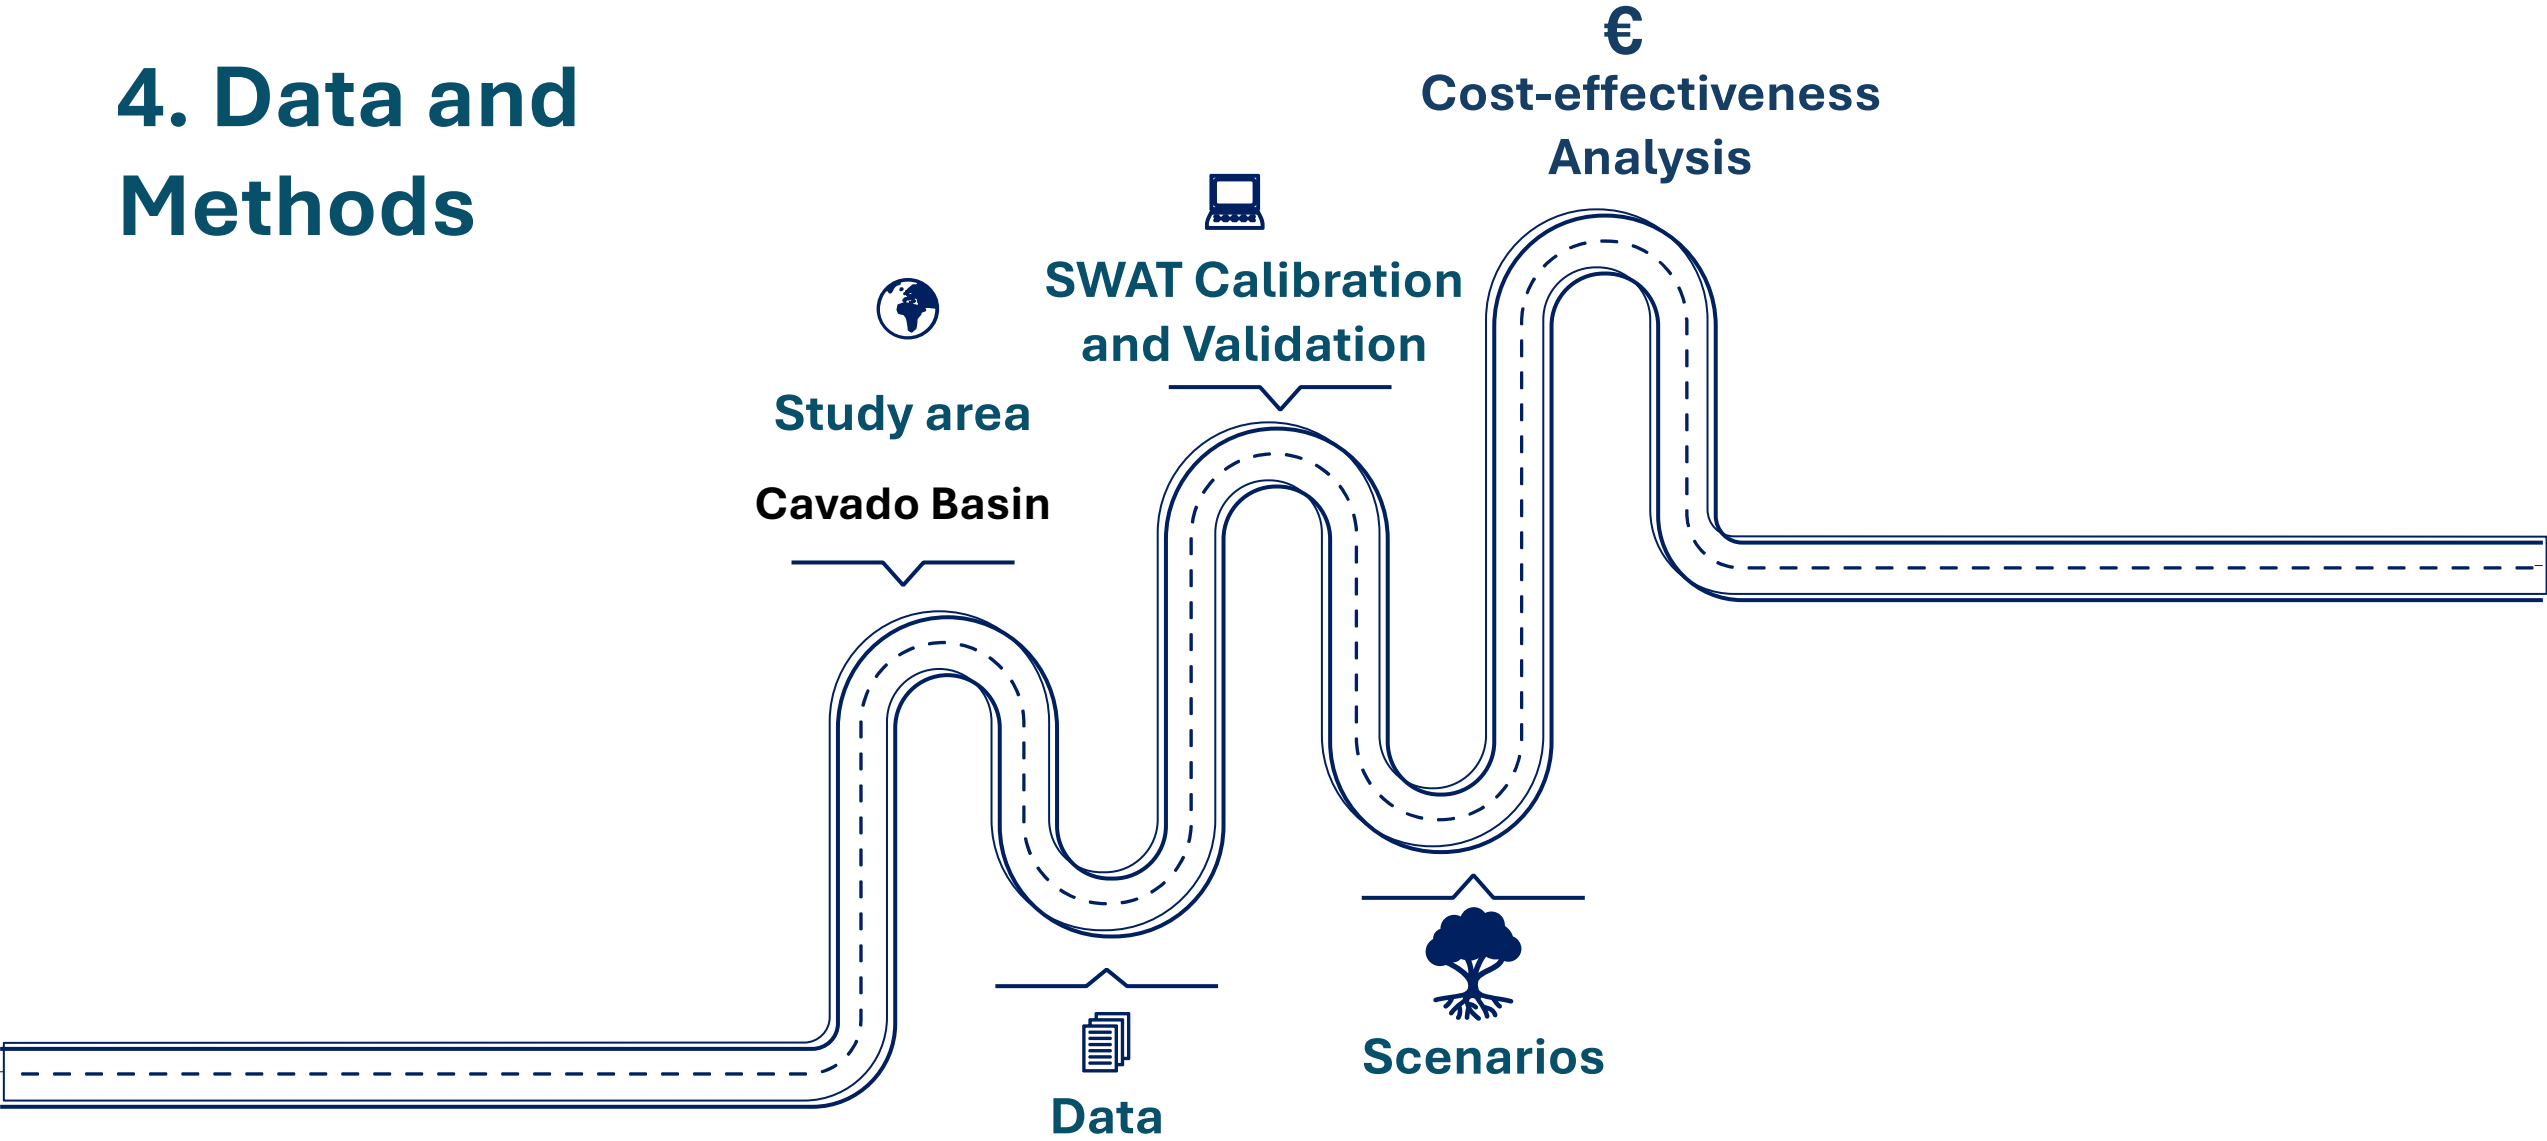 4. Data and
Methods
€
Cost-effectiveness
Analysis
SWAT Calibration
and Validation
Study area
Cavado Basin
Scenarios
Data